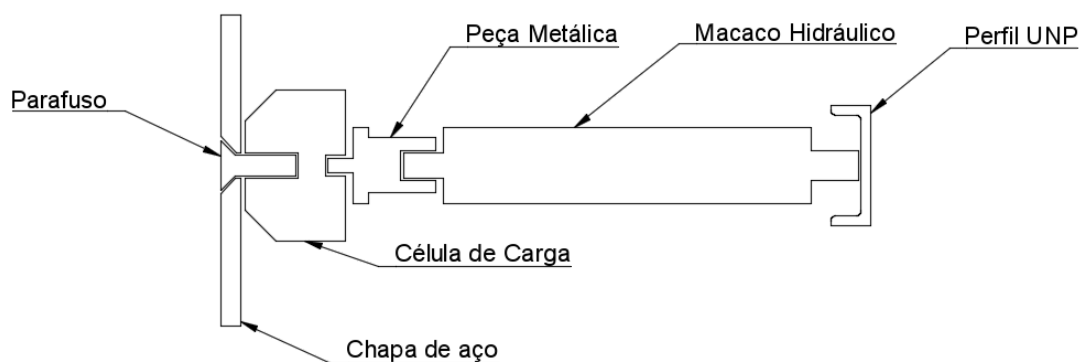 Peça Metálica
Macaco Hidráulico
Perfil UNP
Parafuso
Célula de Carga
Chapa de aço